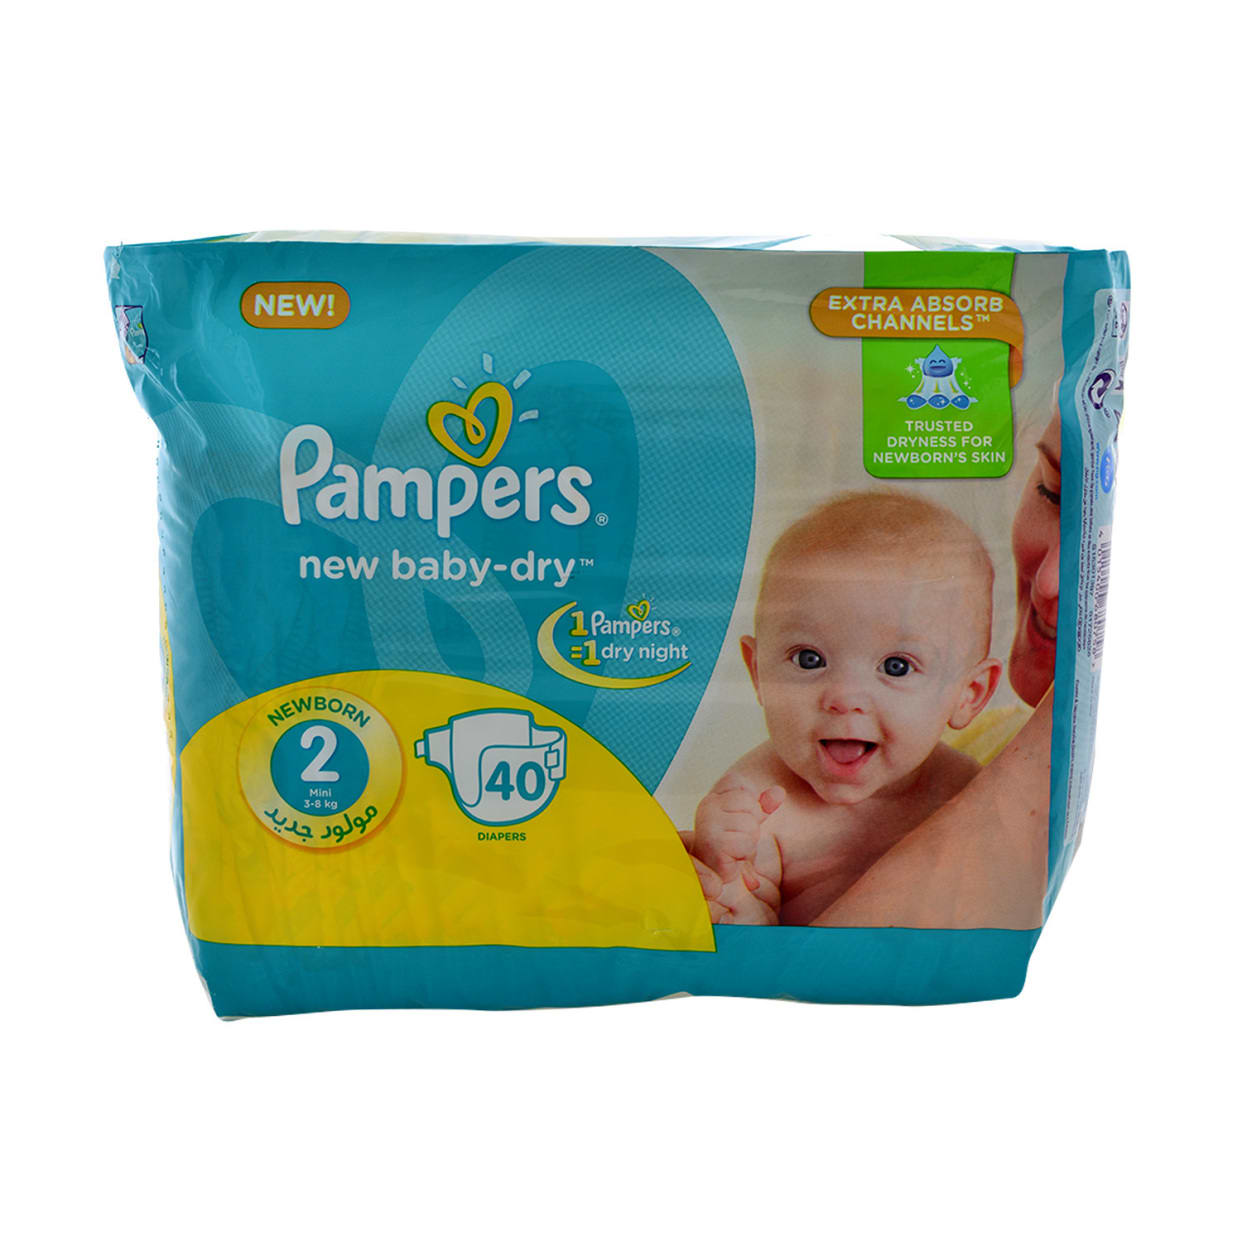 NEW!
EXTRA ABSORB
CHANNELS™
TRUSTED
DRYNESS FOR
NEWBORN'S SKIN
Pampers®
new baby-dry™
1 Pampers®
=1 dry night
NEWBORN
2
Mini
3-8 kg
مولود جديد
40
DIAPERS